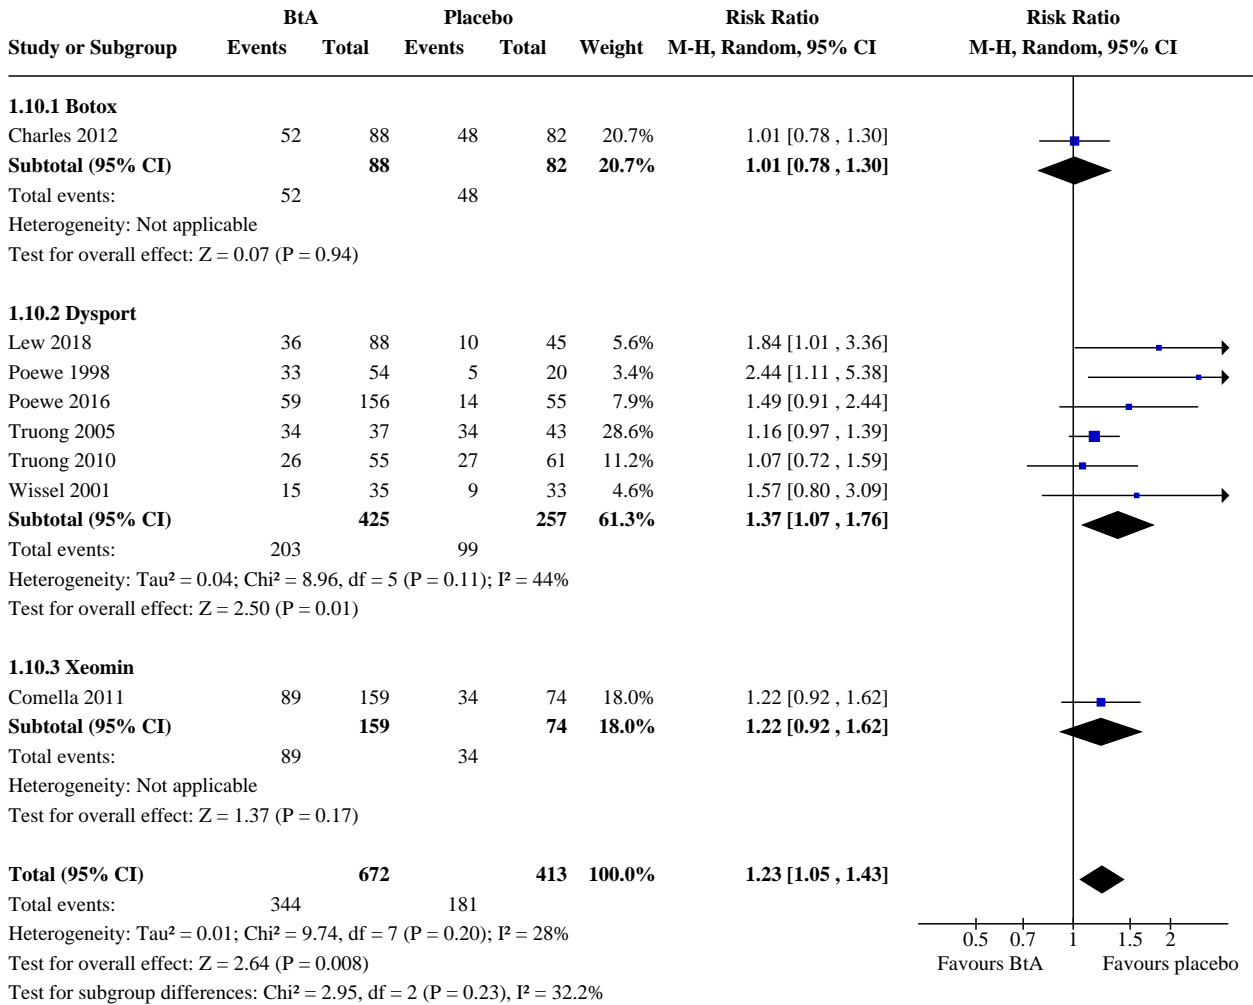 BtA Placebo Risk Ratio Risk Ratio
Study or Subgroup Events Total Events Total Weight M-H, Random, 95% CI M-H, Random, 95% CI
1.10.1 Botox
Charles 2012 52 88 48 82 20.7% 1.01 [0.78 , 1.30]
Subtotal (95% CI) 88 82 20.7% 1.01 [0.78 , 1.30]
Total events: 52 48
Heterogeneity: Not applicable
Test for overall effect: Z = 0.07 (P = 0.94)
1.10.2 Dysport
Lew 2018 36 88 10 45 5.6% 1.84 [1.01 , 3.36]
Poewe 1998 33 54 5 20 3.4% 2.44 [1.11 , 5.38]
Poewe 2016 59 156 14 55 7.9% 1.49 [0.91 , 2.44]
Truong 2005 34 37 34 43 28.6% 1.16 [0.97 , 1.39]
Truong 2010 26 55 27 61 11.2% 1.07 [0.72 , 1.59]
Wissel 2001 15 35 9 33 4.6% 1.57 [0.80 , 3.09]
Subtotal (95% CI) 425 257 61.3% 1.37 [1.07 , 1.76]
Total events: 203 99
Heterogeneity: Tau² = 0.04; Chi² = 8.96, df = 5 (P = 0.11); I² = 44%
Test for overall effect: Z = 2.50 (P = 0.01)
1.10.3 Xeomin
Comella 2011 89 159 34 74 18.0% 1.22 [0.92 , 1.62]
Subtotal (95% CI) 159 74 18.0% 1.22 [0.92 , 1.62]
Total events: 89 34
Heterogeneity: Not applicable
Test for overall effect: Z = 1.37 (P = 0.17)
Total (95% CI) 672 413 100.0% 1.23 [1.05 , 1.43]
Total events: 344 181
Heterogeneity: Tau² = 0.01; Chi² = 9.74, df = 7 (P = 0.20); I² = 28%
Test for overall effect: Z = 2.64 (P = 0.008)
Test for subgroup differences: Chi² = 2.95, df = 2 (P = 0.23), I² = 32.2%
0.5 0.7 1 1.5 2
Favours BtA Favours placebo